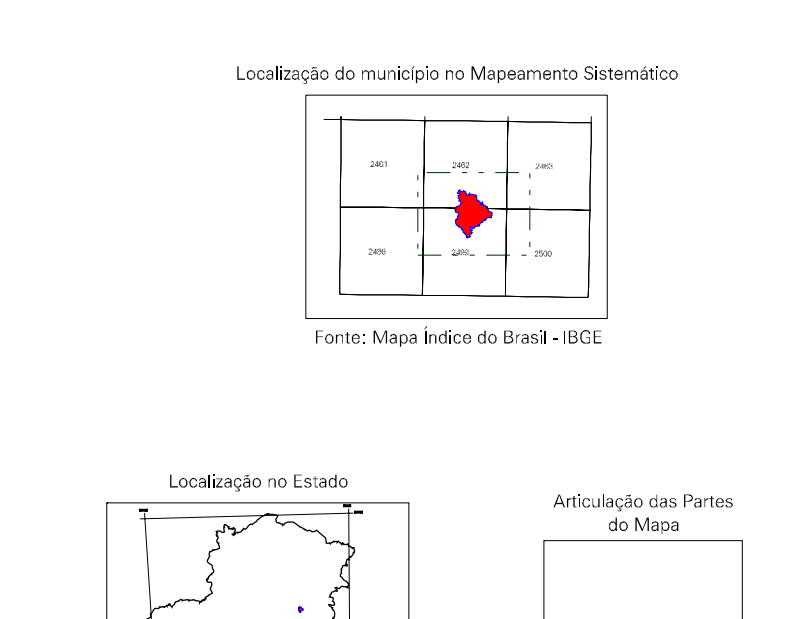 Localização do município no Mapeamento Sistemático
2461 2462 2463
2498 2499 2500
Fonte: Mapa Índice do Brasil - IBGE
Localização no Estado
Articulação das Partes
do Mapa